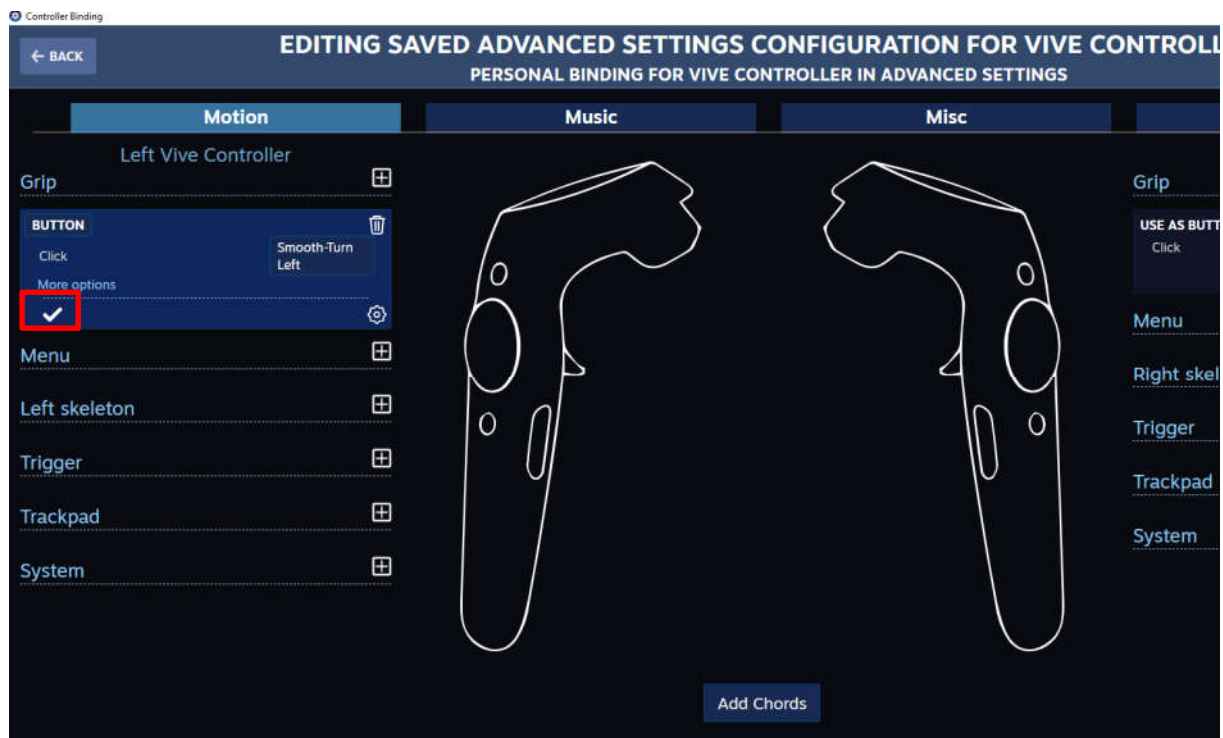 Controller Binding
← BACK
EDITING SAVED ADVANCED SETTINGS CONFIGURATION FOR VIVE CONTROLL
PERSONAL BINDING FOR VIVE CONTROLLER IN ADVANCED SETTINGS
Motion
Music
Misc
Left Vive Controller
Grip
BUTTON
Click
Smooth-Turn
Left
More options
Menu
Left skeleton
Trigger
Trackpad
System
Add Chords
Grip
USE AS BUTT
Click
Menu
Right skel
Trigger
Trackpad
System